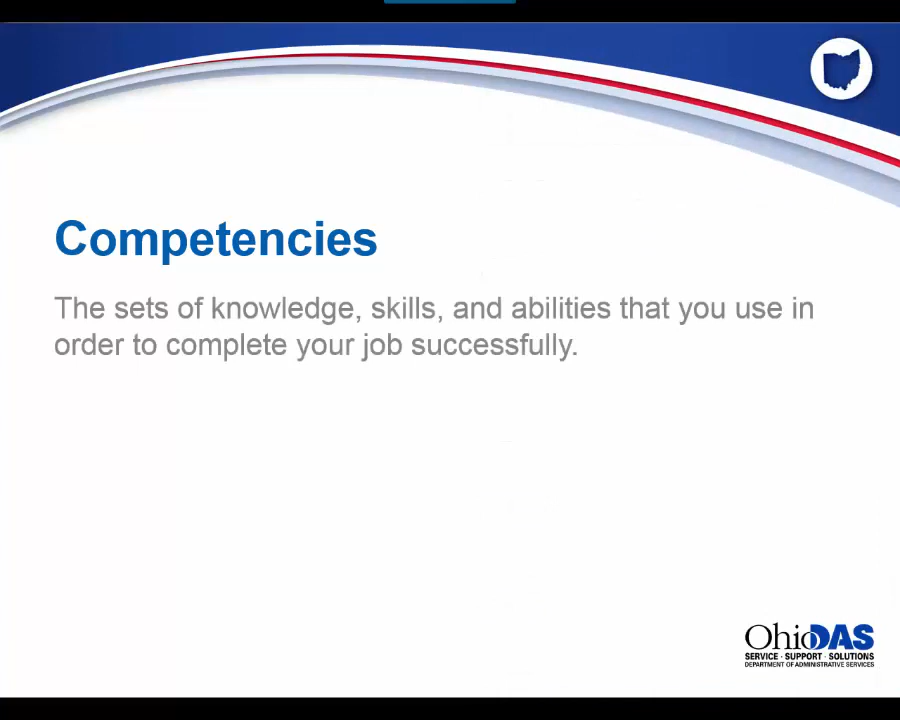 Competencies
The sets of knowledge, skills, and abilities that you use in
order to complete your job successfully.
OhioDAS
SERVICE · SUPPORT · SOLUTIONS
DEPARTMENT OF ADMINISTRATIVE SERVICES